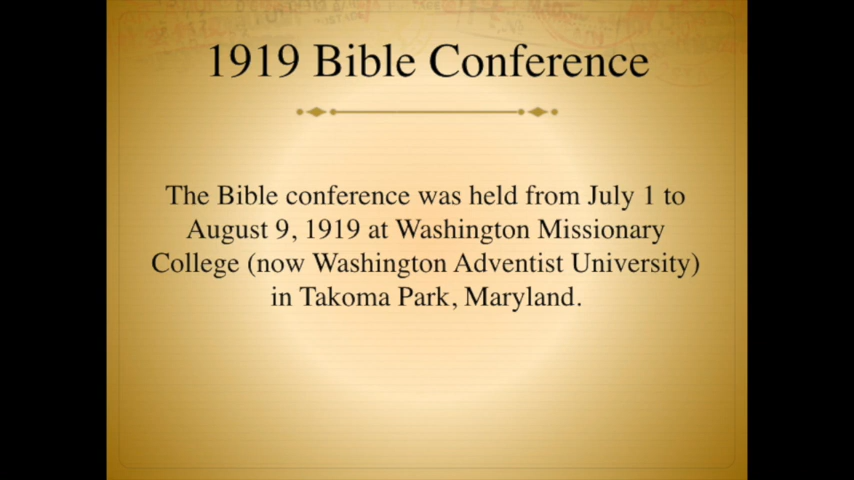 1919 Bible Conference
The Bible conference was held from July 1 to
August 9, 1919 at Washington Missionary
College (now Washington Adventist University)
in Takoma Park, Maryland.